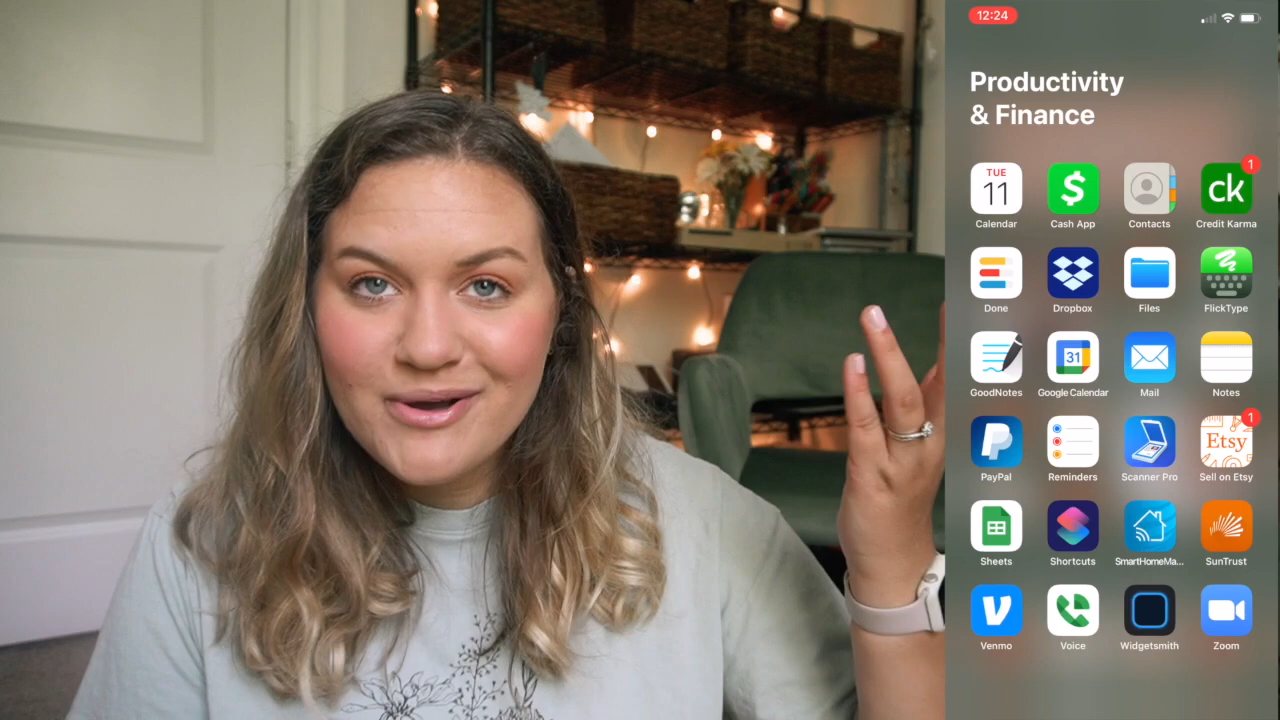 12:24
Productivity
& Finance
TUE
11
$
ck
1
Calendar
Cash App
Contacts
Credit Karma
Done
Dropbox
Files
FlickType
31
GoodNotes
Google Calendar
Mail
Notes
Etsy
1
PayPal
Reminders
Scanner Pro
Sell on Etsy
Sheets
Shortcuts
SmartHomeMa...
SunTrust
Venmo
Voice
Widgetsmith
Zoom